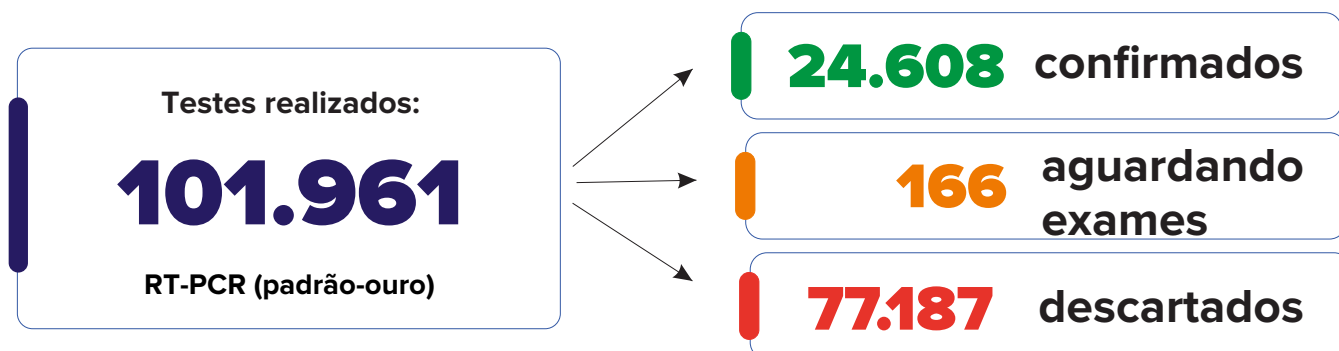 Testes realizados:
101.961
RT-PCR (padrão-ouro)
24.608 confirmados
166 aguardando
exames
77.187 descartados